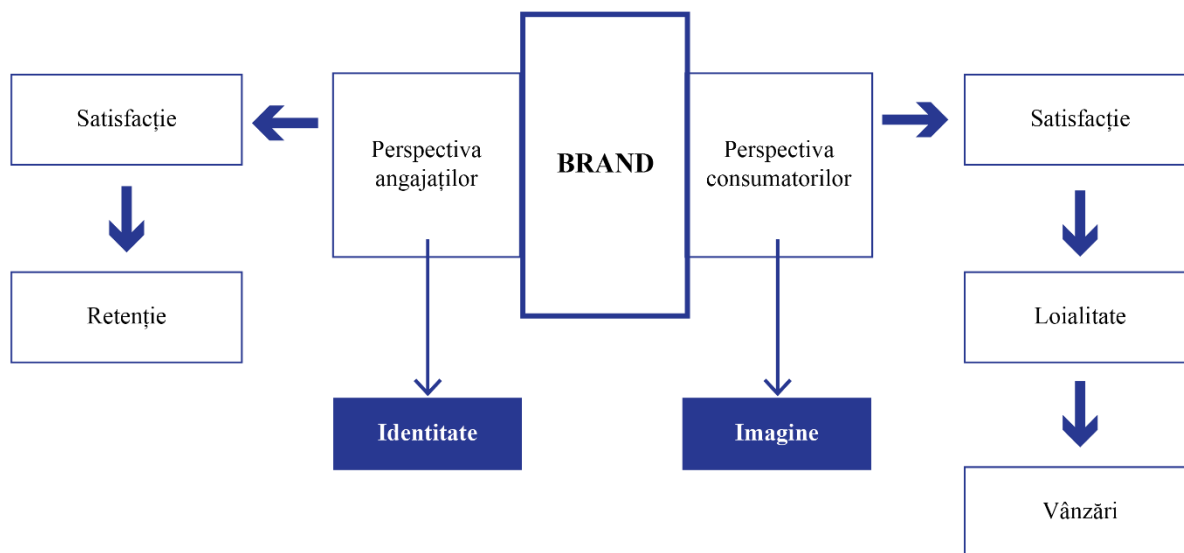 Satisfacție
Perspectiva
angajaților
BRAND
Perspectiva
consumatorilor
Satisfacție
Retenție
Loialitate
Identitate
Imagine
Vânzări